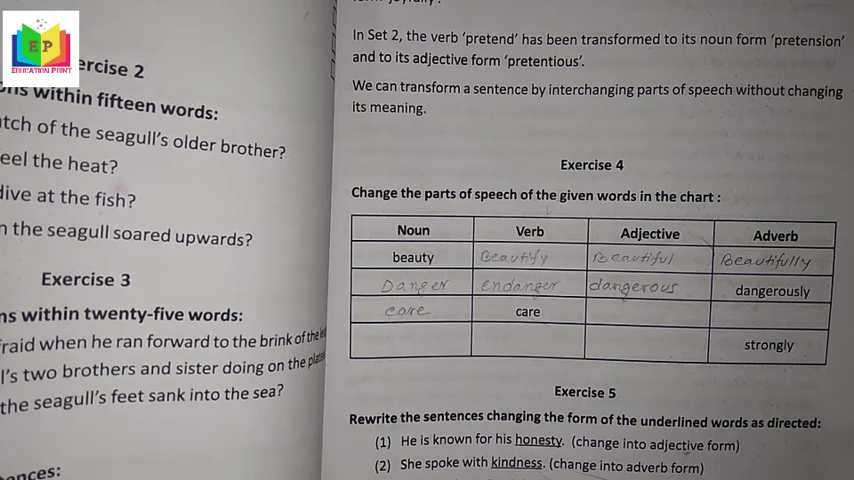 EP
EDUCATION POINT
ercise 2
ons within fifteen words:
atch of the seagull's older brother?
eel the heat?
dive at the fish?
n the seagull soared upwards?
Exercise 3
ns within twenty-five words:
fraid when he ran forward to the brink of the
l's two brothers and sister doing on the
the seagull's feet sank into the sea?
ences:
In Set 2, the verb 'pretend' has been transformed to its noun form 'pretension'
and to its adjective form 'pretentious'.
We can transform a sentence by interchanging parts of speech without changing
its meaning.
Exercise 4
Change the parts of speech of the given words in the chart :
Noun Verb Adjective Adverb
beauty Beautify Beautiful Beautifully
Danger endanger dangerous dangerously
care care
strongly
Exercise 5
Rewrite the sentences changing the form of the underlined words as directed:
(1) He is known for his honesty. (change into adjective form)
(2) She spoke with kindness. (change into adverb form)